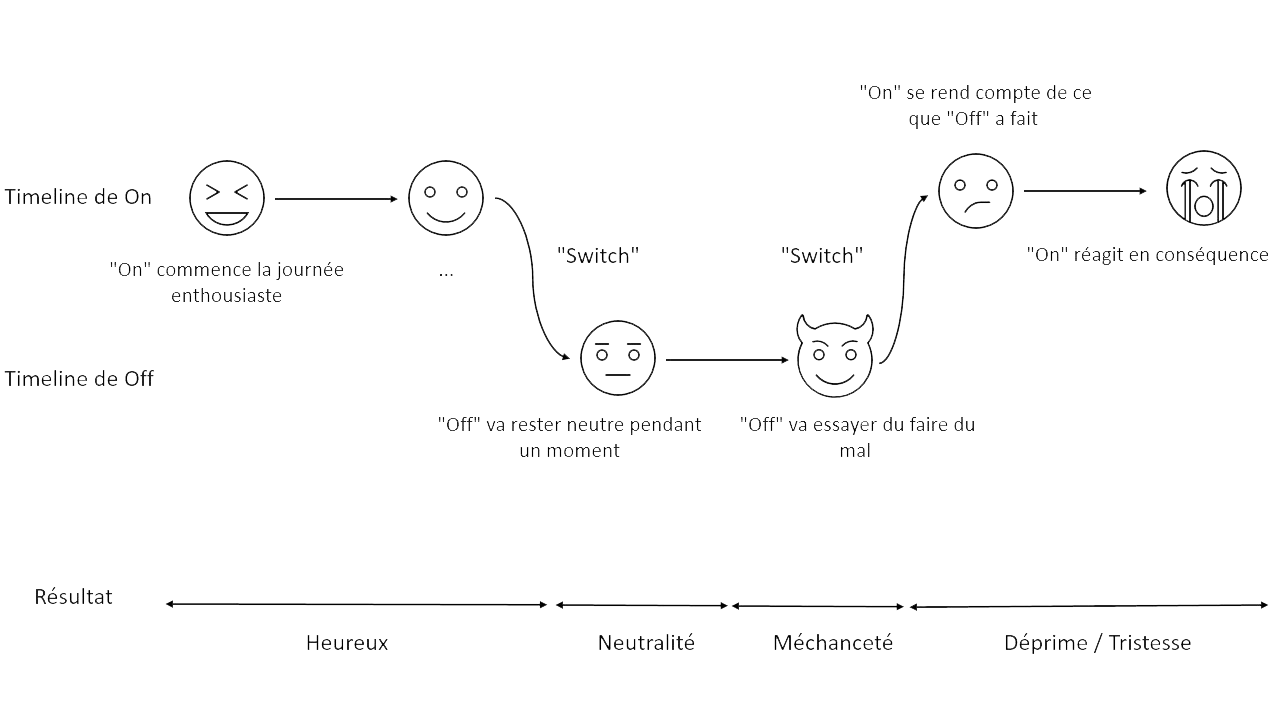 "On" se rend compte de ce
que "Off" a fait
Timeline de On
"On" commence la journée
enthousiaste
...
"Switch"
"Switch"
"On" réagit en conséquence
Timeline de Off
"Off" va rester neutre pendant
un moment
"Off" va essayer du faire du
mal
Résultat
Heureux
Neutralité
Méchanceté
Déprime / Tristesse